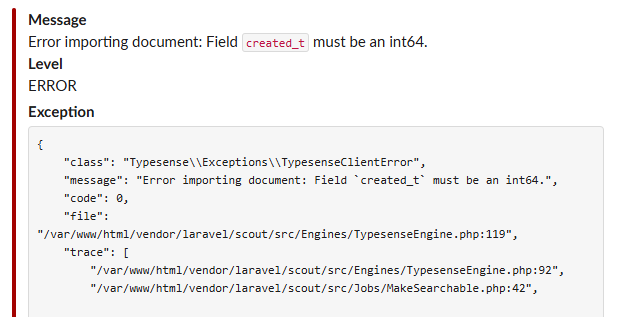 Message
Error importing document: Field created_t must be an int64.
Level
ERROR
Exception
{
    "class": "Typesense\\Exceptions\\TypesenseClientError",
    "message": "Error importing document: Field `created_t` must be an int64.",
    "code": 0,
    "file":
"/var/www/html/vendor/laravel/scout/src/Engines/TypesenseEngine.php:119",
    "trace": [
        "/var/www/html/vendor/laravel/scout/src/Engines/TypesenseEngine.php:92",
        "/var/www/html/vendor/laravel/scout/src/Jobs/MakeSearchable.php:42",